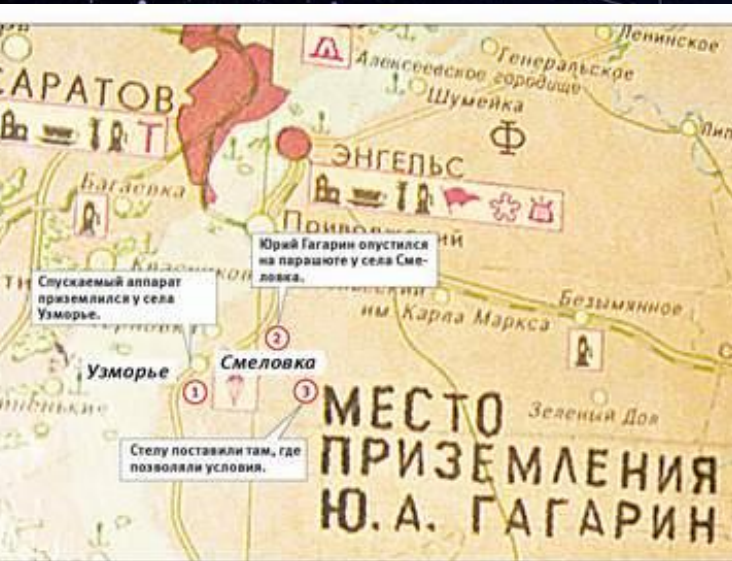 САРАТОВ
Т
Ленинское
Генеральское
Алексеевское городище
Шумейка
Ф
Лип
ЭНГЕЛЬС
Багаевка
Приволжский
Юрий Гагарин опустился
на парашюте у села Сме-
ловка.
Спускаемый аппарат
приземлился у села
Узморье.
им. Карла Маркса
Безымянное
2
Узморье
Смеловка
1
3
МЕСТО
ПРИЗЕМЛЕНИЯ
Ю. А. ГАГАРИН
Зеленый Дол
Стелу поставили там, где
позволяли условия.